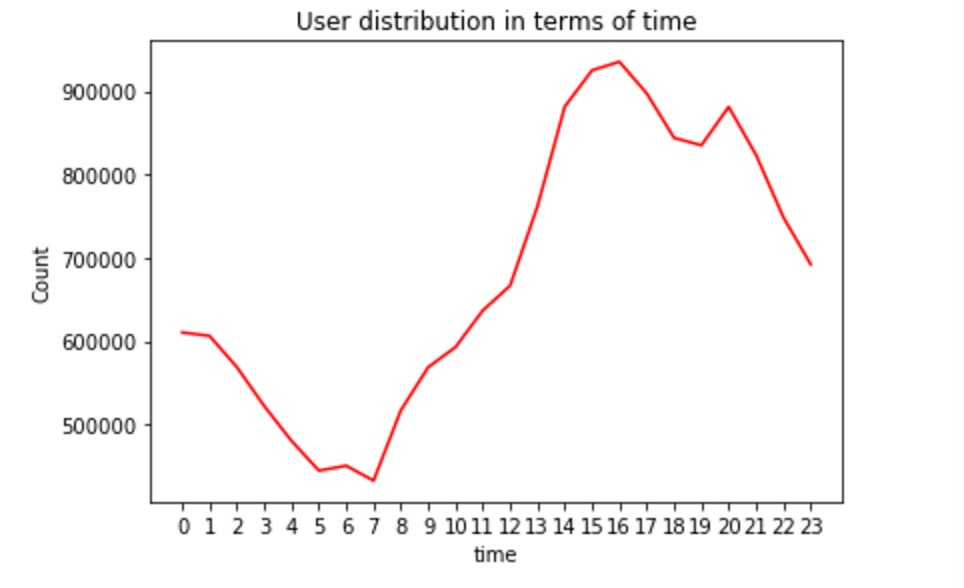 User distribution in terms of time
900000
800000
700000
600000
500000
Count
0 1 2 3 4 5 6 7 8 9 10 11 12 13 14 15 16 17 18 19 20 21 22 23
time